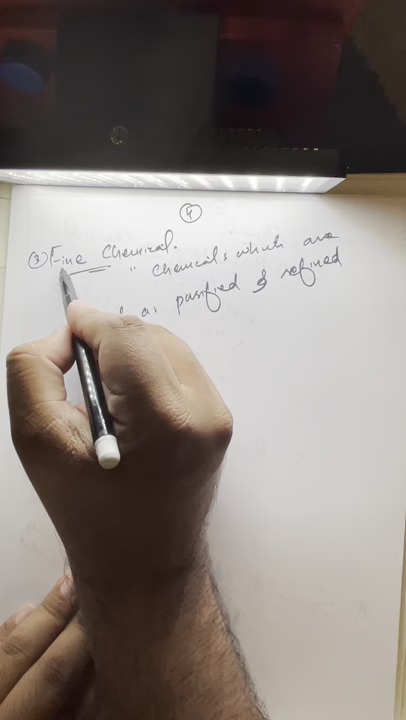 4
③ Fine Chemical.
" Chemicals which are
as purified & refined